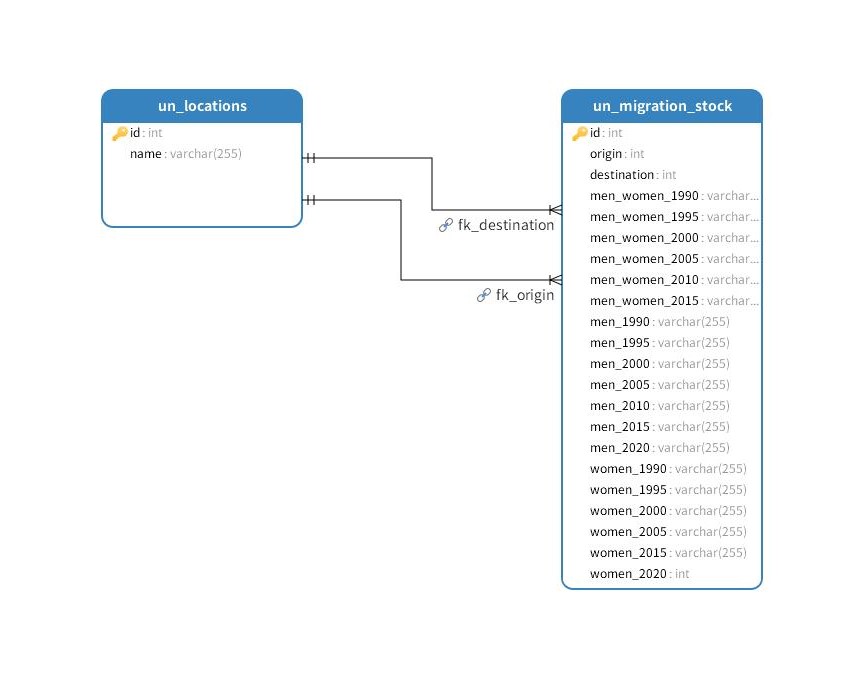 un_locations
id : int
name : varchar(255)
fk_destination
fk_origin
un_migration_stock
id : int
origin : int
destination : int
men_women_1990 : varchar...
men_women_1995 : varchar...
men_women_2000 : varchar...
men_women_2005 : varchar...
men_women_2010 : varchar...
men_women_2015 : varchar...
men_1990 : varchar(255)
men_1995 : varchar(255)
men_2000 : varchar(255)
men_2005 : varchar(255)
men_2010 : varchar(255)
men_2015 : varchar(255)
men_2020 : varchar(255)
women_1990 : varchar(255)
women_1995 : varchar(255)
women_2000 : varchar(255)
women_2005 : varchar(255)
women_2015 : varchar(255)
women_2020 : int